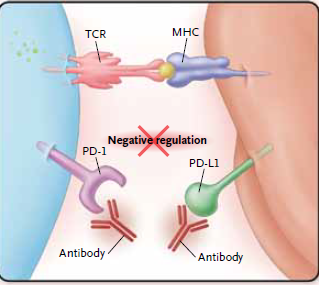 TCR
MHC
Negative regulation
PD-1
PD-L1
Antibody
Antibody